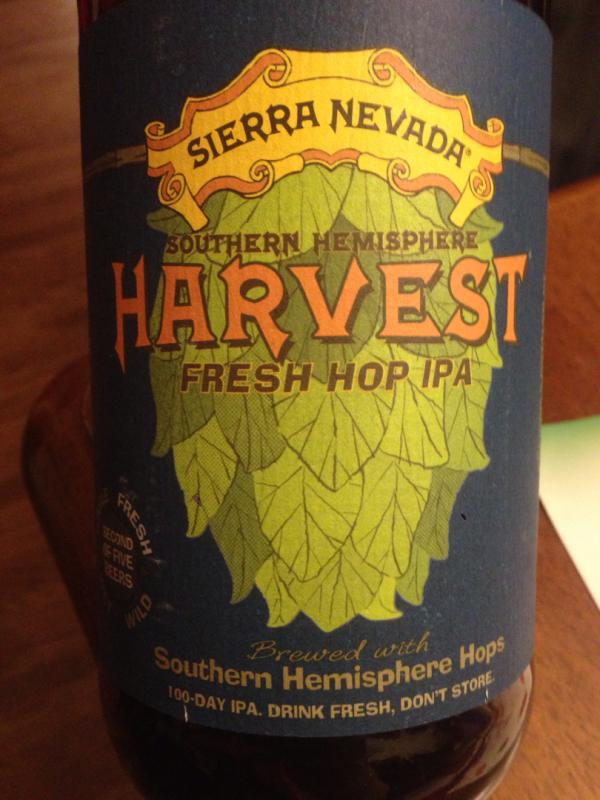 SIERRA NEVADA®
SOUTHERN HEMISPHERE
HARVEST
FRESH HOP IPA
FRESH
SECOND
OF FIVE
BEERS
WILD
Brewed with
Southern Hemisphere Hops
100-DAY IPA. DRINK FRESH, DON'T STORE.